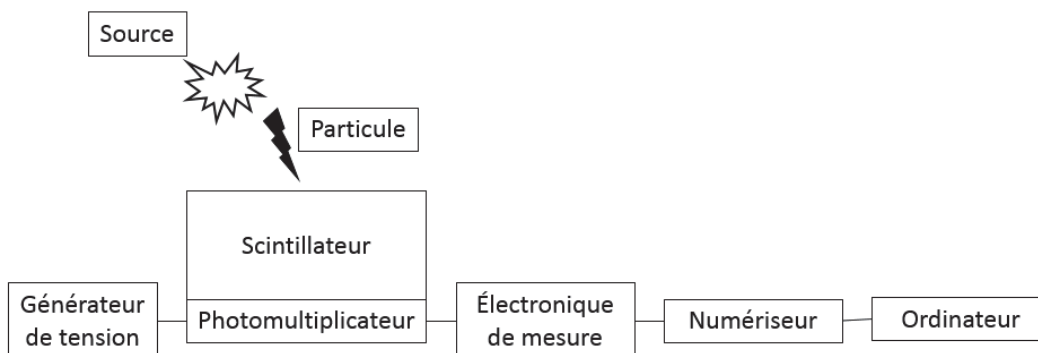 Source
Particule
Scintillateur
Générateur
de tension
Photomultiplicateur
Électronique
de mesure
Numériseur
Ordinateur